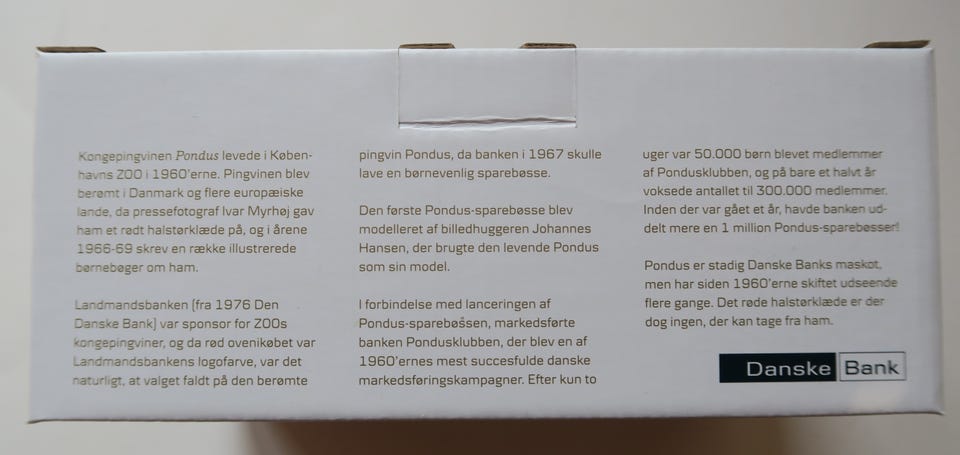 Kongepingvinen Pondus levede i Køben-
havns ZOO i 1960'erne. Pingvinen blev
berømt i Danmark og flere europæiske
lande, da pressefotograf Ivar Myrhøj gav
ham et rødt halstørklæde på, og i årene
1966-69 skrev en række illustrerede
børnebøger om ham.
Landmandsbanken (fra 1976 Den
Danske Bank) var sponsor for ZOOs
kongepingviner, og da rød ovenikøbet var
Landmandsbankens logofarve, var det
naturligt, at valget faldt på den berømte
pingvin Pondus, da banken i 1967 skulle
lave en børnevenlig sparebøsse.
Den første Pondus-sparebøsse blev
modelleret af billedhuggeren Johannes
Hansen, der brugte den levende Pondus
som sin model.
I forbindelse med lanceringen af
Pondus-sparebøssen, markedsførte
banken Pondusklubben, der blev en af
1960'ernes mest succesfulde danske
markedsføringskampagner. Efter kun to
uger var 50.000 børn blevet medlemmer
af Pondusklubben, og på bare et halvt år
voksede antallet til 300.000 medlemmer.
Inden der var gået et år, havde banken ud-
delt mere en 1 million Pondus-sparebøsser!
Pondus er stadig Danske Banks maskot,
men har siden 1960'erne skiftet udseende
flere gange. Det røde halstørklæde er der
dog ingen, der kan tage fra ham.
Danske Bank